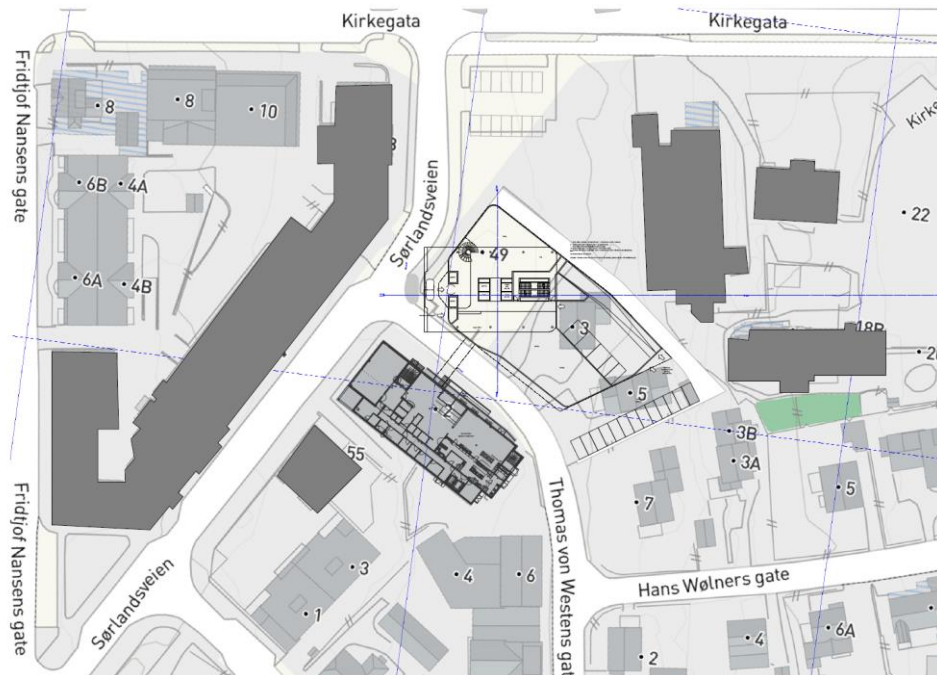 Kirkegata
Kirkegata
Fridtjof Nansens gate
8
8
10
6B
4A
6A
4B
Sørlandsveien
49
3
5
2
22
18B
3B
3A
5
7
55
Thomas von Westens gat
Fridtjof Nansens gate
Sørlandsveien
3
1
4
6
Hans Wølners gate
2
4
6A